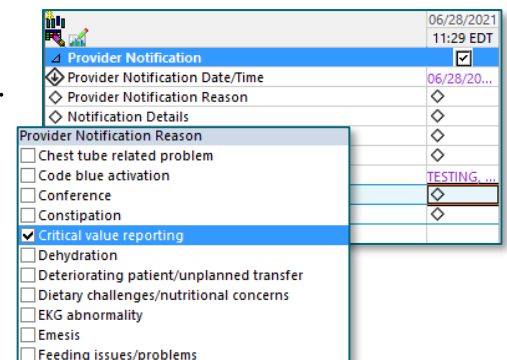 06/28/2021
11:29 EDT
Provider Notification
Provider Notification Date/Time 06/28/20...
Provider Notification Reason
Notification Details
TESTING, ...
Provider Notification Reason
Chest tube related problem
Code blue activation
Conference
Constipation
Critical value reporting
Dehydration
Deteriorating patient/unplanned transfer
Dietary challenges/nutritional concerns
EKG abnormality
Emesis
Feeding issues/problems